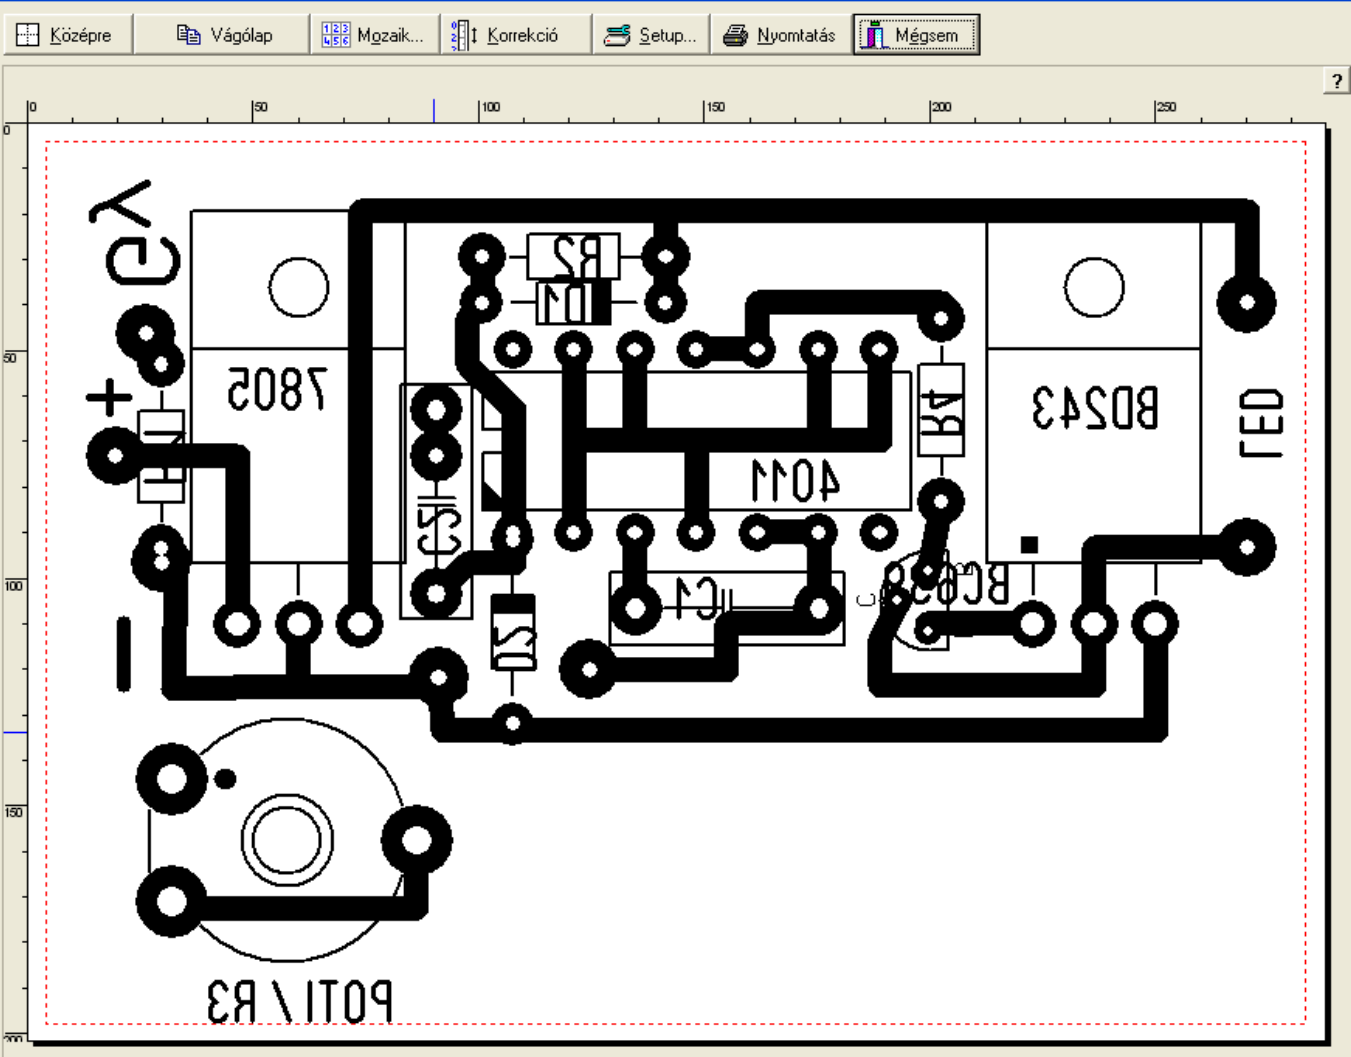 Középre Vágólap Mozaik... Korrekció Setup... Nyomtatás Mégsem
?
0 50 100 150 200 250
0
50
100
150
200
R2
D1
7805
+
R1
R4
BD243
LED
4011
C2
C1
BC639
C
D2
POTI/R3